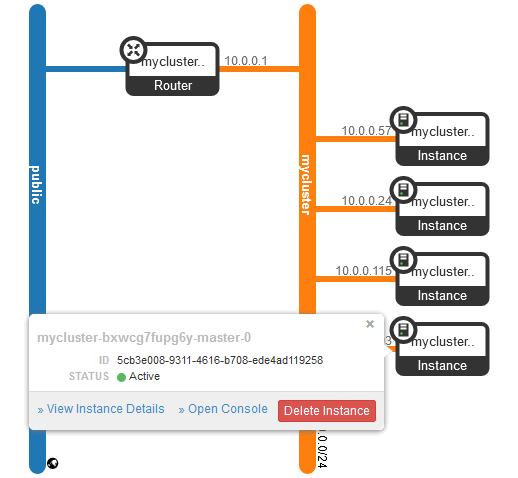 mycluster..
10.0.0.1
Router
mycluster..
10.0.0.57
Instance
public
mycluster
mycluster..
10.0.0.24
Instance
mycluster..
10.0.0.115
Instance
mycluster..
3
Instance
×
mycluster-bxwcg7fupg6y-master-0
ID 5cb3e008-9311-4616-b708-ede4ad119258
STATUS Active
» View Instance Details » Open Console Delete Instance
.0.0/24